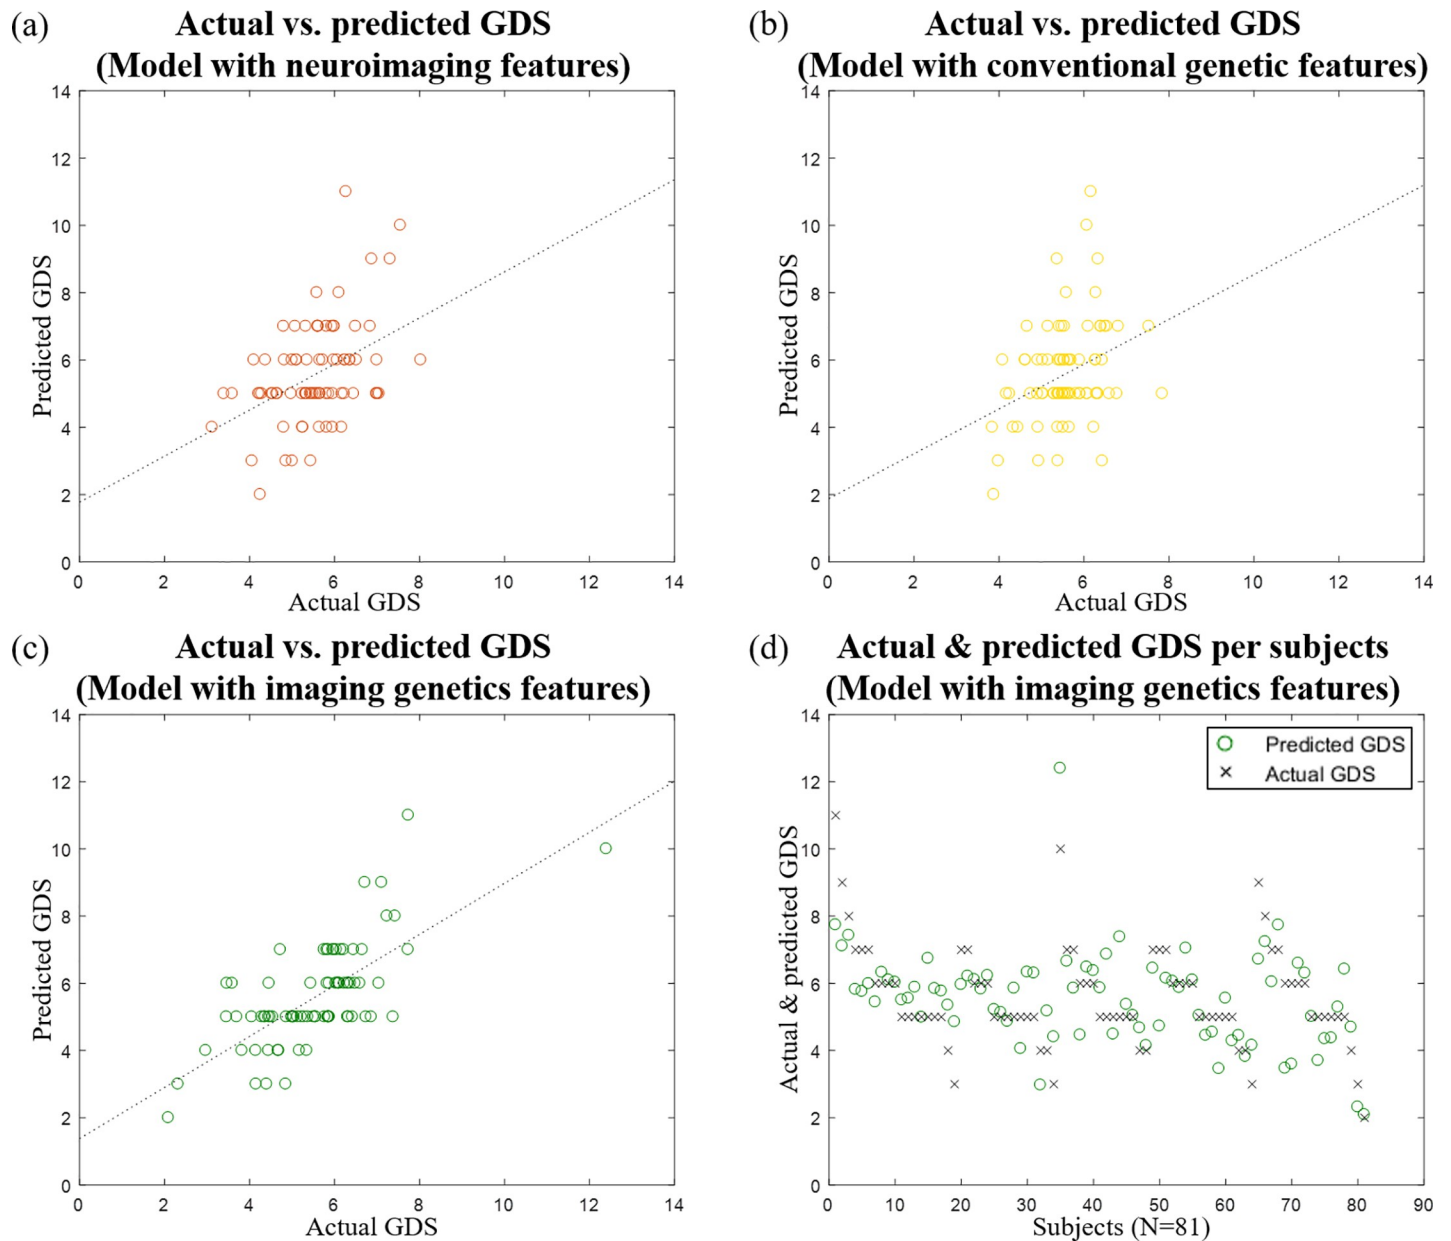 (a)
Actual vs. predicted GDS
(Model with neuroimaging features)
14
12
10
8
6
4
2
0
Predicted GDS
0 2 4 6 8 10 12 14
Actual GDS
(b)
Actual vs. predicted GDS
(Model with conventional genetic features)
14
12
10
8
6
4
2
0
Predicted GDS
0 2 4 6 8 10 12 14
Actual GDS
(c)
Actual vs. predicted GDS
(Model with imaging genetics features)
14
12
10
8
6
4
2
0
Predicted GDS
0 2 4 6 8 10 12 14
Actual GDS
(d)
Actual & predicted GDS per subjects
(Model with imaging genetics features)
14
12
10
8
6
4
2
0
Actual & predicted GDS
Predicted GDS
Actual GDS
0 10 20 30 40 50 60 70 80 90
Subjects (N=81)